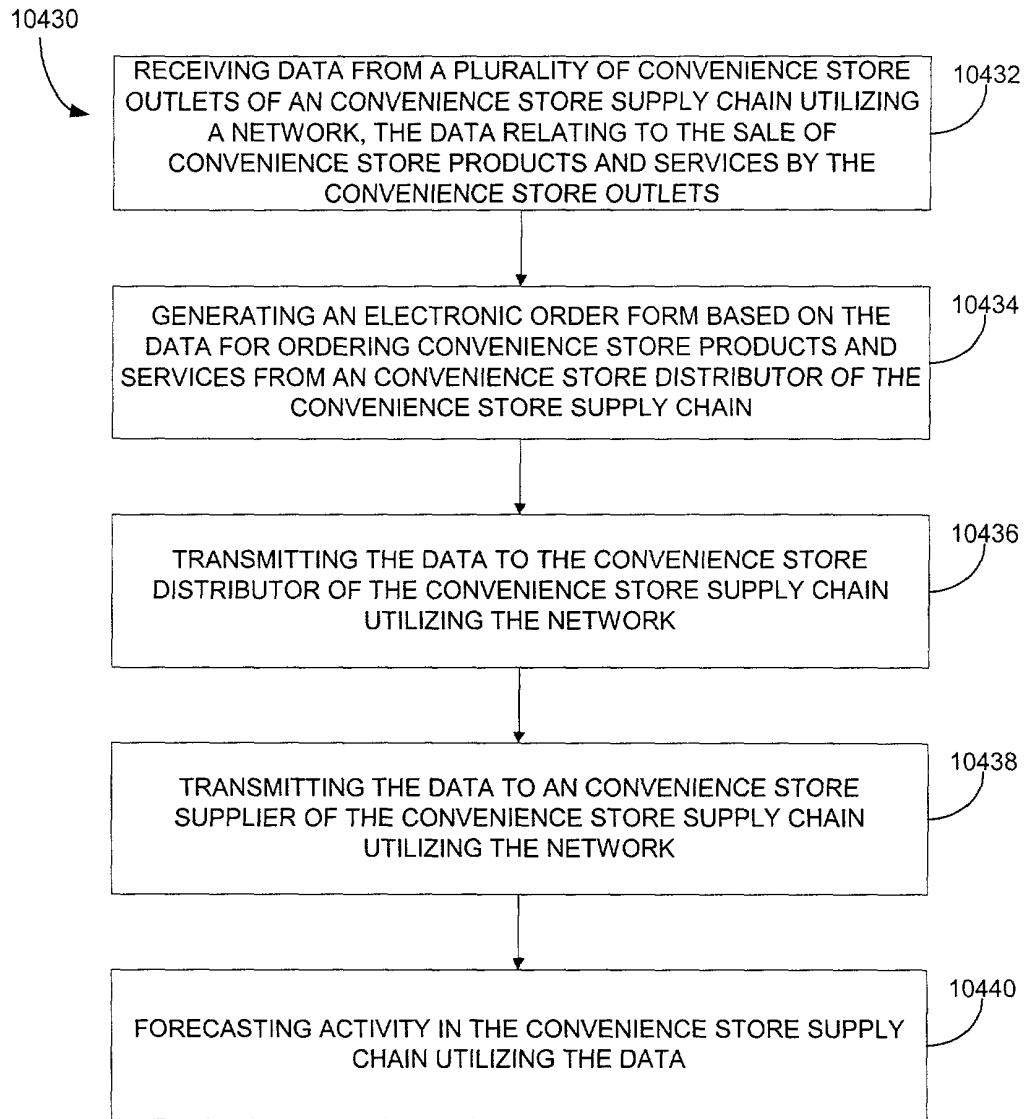 10430
RECEIVING DATA FROM A PLURALITY OF CONVENIENCE STORE
OUTLETS OF AN CONVENIENCE STORE SUPPLY CHAIN UTILIZING
A NETWORK, THE DATA RELATING TO THE SALE OF
CONVENIENCE STORE PRODUCTS AND SERVICES BY THE
CONVENIENCE STORE OUTLETS
10432
GENERATING AN ELECTRONIC ORDER FORM BASED ON THE
DATA FOR ORDERING CONVENIENCE STORE PRODUCTS AND
SERVICES FROM AN CONVENIENCE STORE DISTRIBUTOR OF THE
CONVENIENCE STORE SUPPLY CHAIN
10434
TRANSMITTING THE DATA TO THE CONVENIENCE STORE
DISTRIBUTOR OF THE CONVENIENCE STORE SUPPLY CHAIN
UTILIZING THE NETWORK
10436
TRANSMITTING THE DATA TO AN CONVENIENCE STORE
SUPPLIER OF THE CONVENIENCE STORE SUPPLY CHAIN
UTILIZING THE NETWORK
10438
FORECASTING ACTIVITY IN THE CONVENIENCE STORE SUPPLY
CHAIN UTILIZING THE DATA
10440